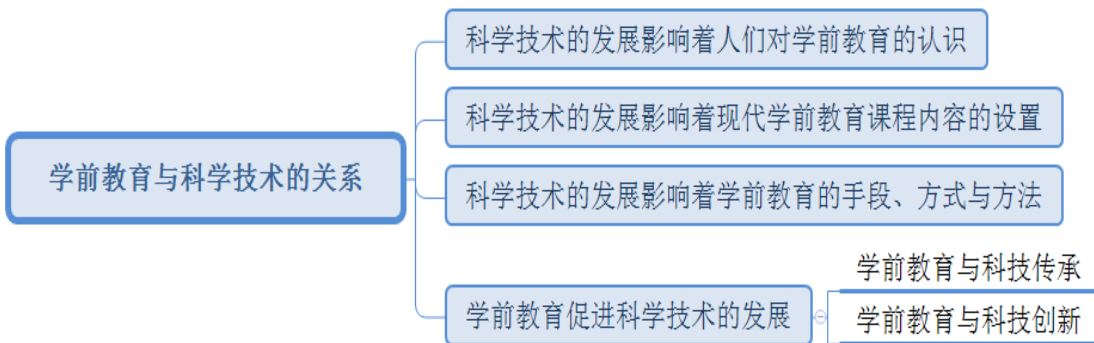 学前教育与科学技术的关系
科学技术的发展影响着人们对学前教育的认识
科学技术的发展影响着现代学前教育课程内容的设置
科学技术的发展影响着学前教育的手段、方式与方法
学前教育促进科学技术的发展
学前教育与科技传承
学前教育与科技创新